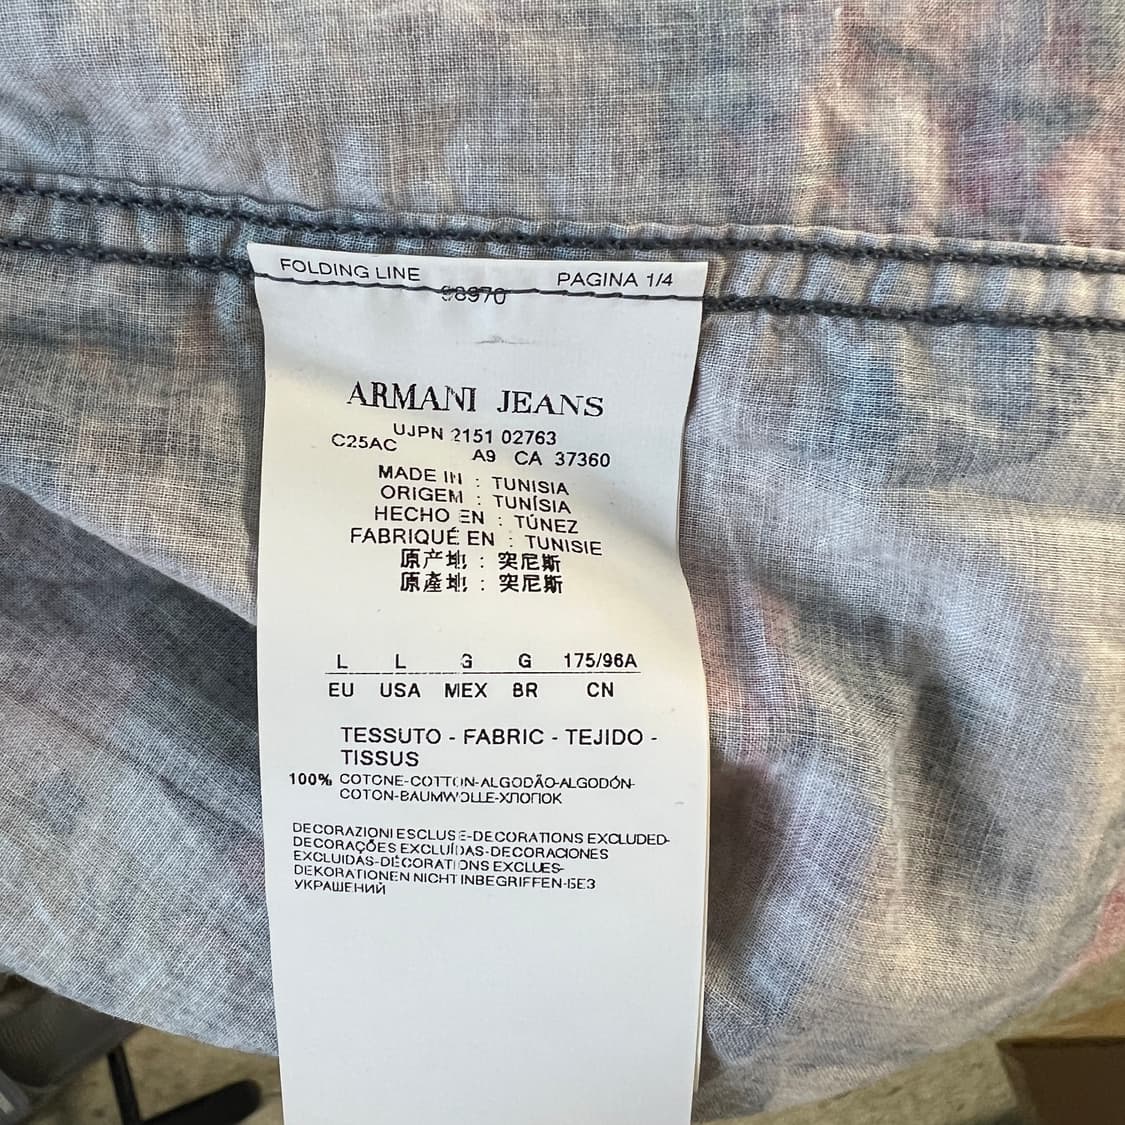 FOLDING LINE PAGINA 1/4
98970
ARMANI JEANS
UJPN 2151 02763
C25AC A9 CA 37360
MADE IN : TUNISIA
ORIGEM : TUNÍSIA
HECHO EN : TÚNEZ
FABRIQUÉ EN : TUNISIE
原产地 : 突尼斯
原產地 : 突尼斯
L L G G 175/96A
EU USA MEX BR CN
TESSUTO - FABRIC - TEJIDO -
TISSUS
100% COTONE-COTTON-ALGODÃO-ALGODÓN-
COTON-BAUMWOLLE-ХЛОПОК
DECORAZIONI ESCLUSE-DECORATIONS EXCLUDED-
DECORAÇÕES EXCLUÍDAS-DECORACIONES
EXCLUIDAS-DÉCORATIONS EXCLUES-
DEKORATIONEN NICHT INBEGRIFFEN-БЕЗ
УКРАШЕНИЙ